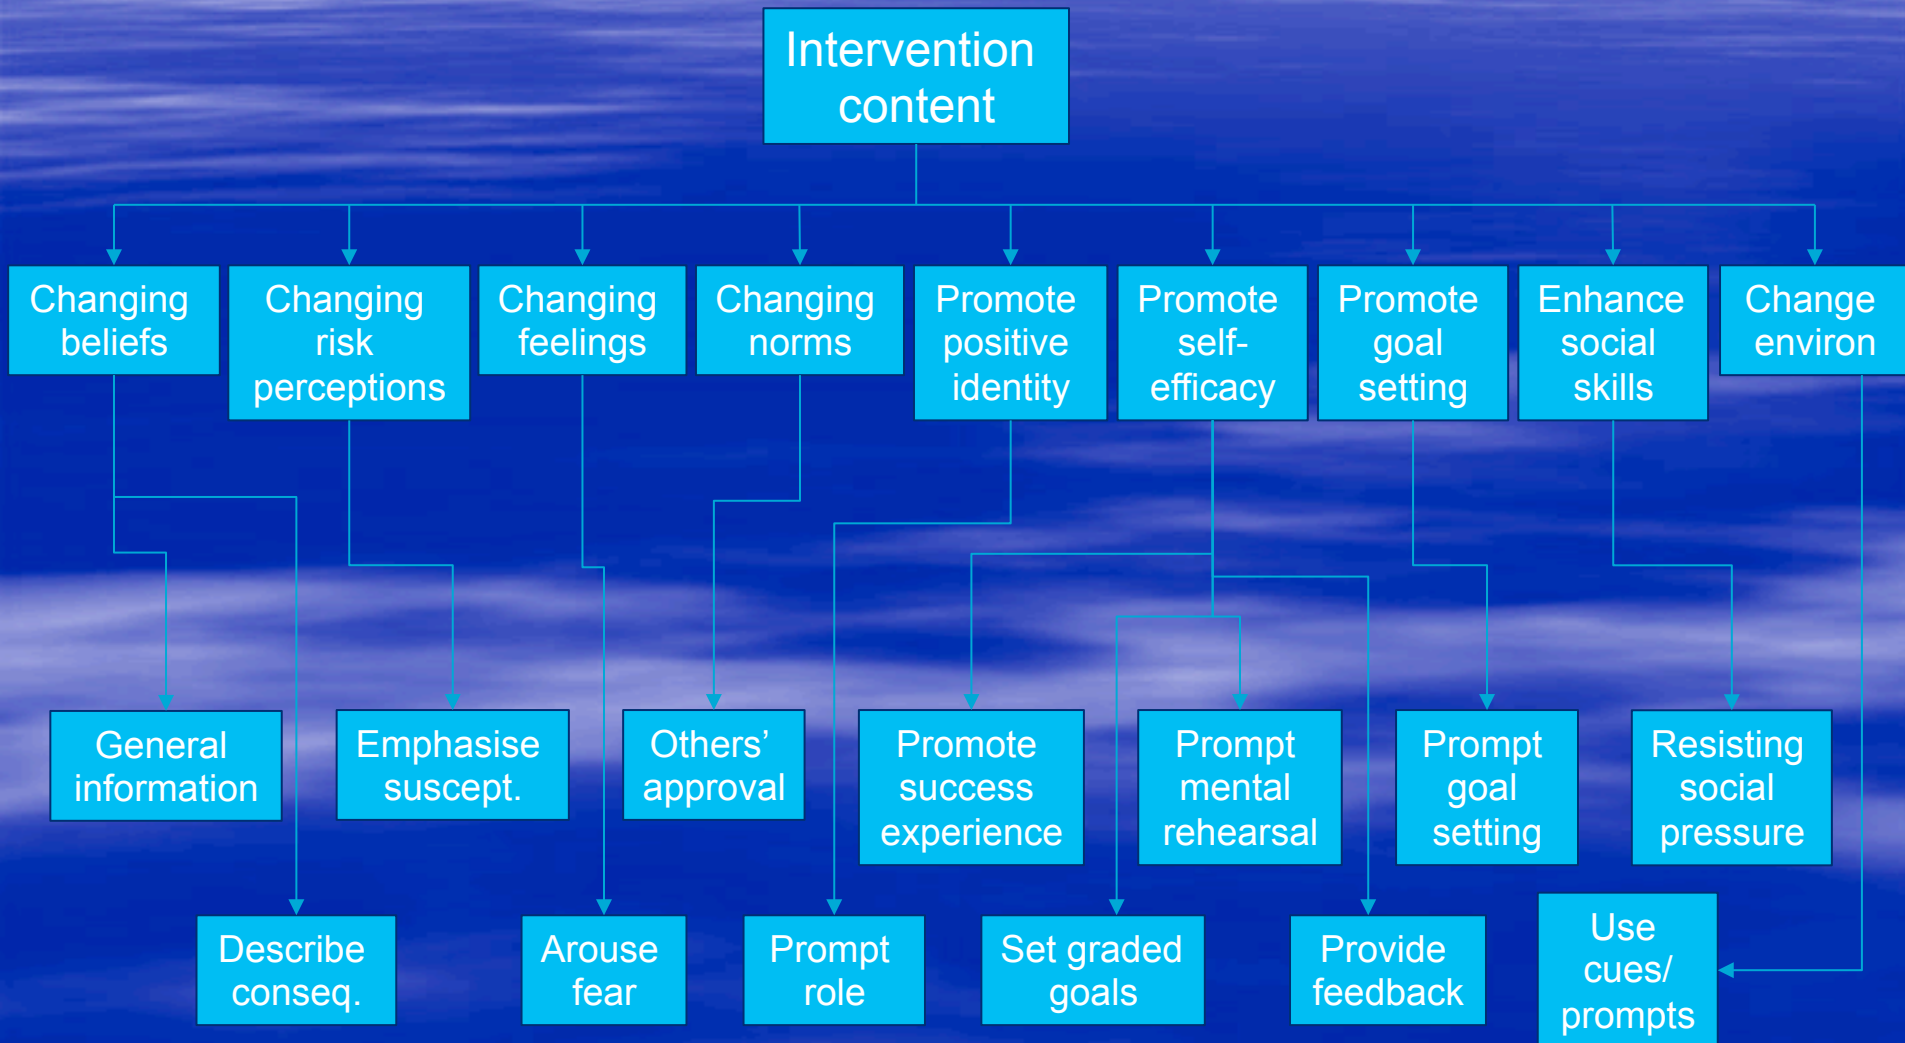 Intervention
content
Changing
beliefs
Changing
risk
perceptions
Changing
feelings
Changing
norms
Promote
positive
identity
Promote
self-
efficacy
Promote
goal
setting
Enhance
social
skills
Change
environ
General
information
Emphasise
suscept.
Others’
approval
Promote
success
experience
Prompt
mental
rehearsal
Prompt
goal
setting
Resisting
social
pressure
Describe
conseq.
Arouse
fear
Prompt
role
Set graded
goals
Provide
feedback
Use
cues/
prompts